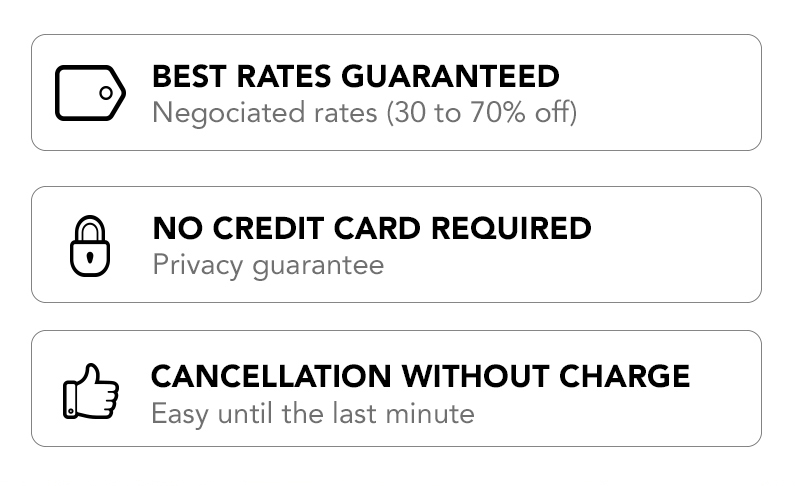 BEST RATES GUARANTEED
Negociated rates (30 to 70% off)
NO CREDIT CARD REQUIRED
Privacy guarantee
CANCELLATION WITHOUT CHARGE
Easy until the last minute